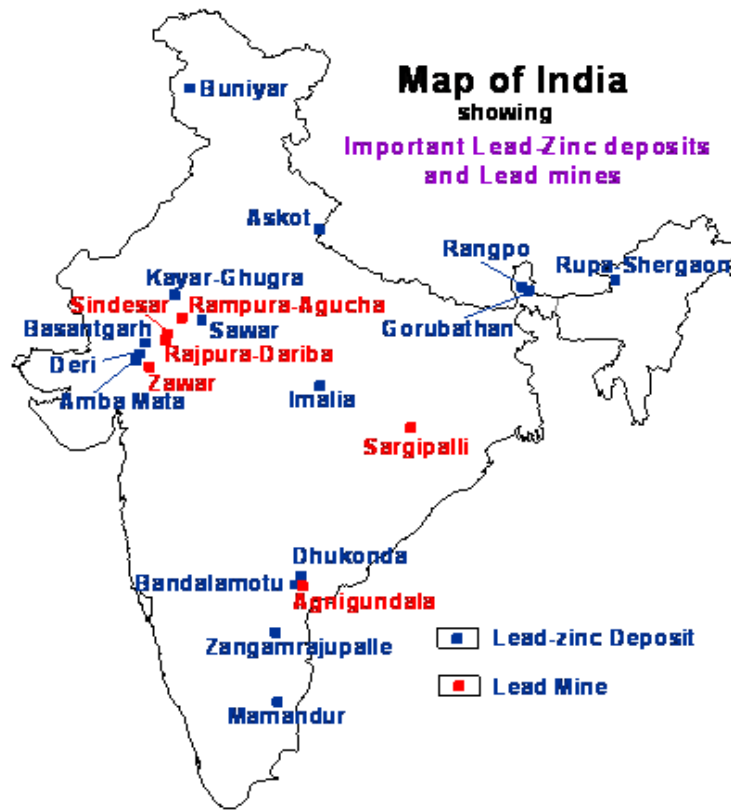 Map of India
showing
Important Lead-Zinc deposits
and Lead mines
Buniyar
Askot
Rangpo
Rupa-Shergaon
Kayar-Ghugra
Sindesar
Rampura-Agucha
Basantgarh
Sawar
Gorubathan
Deri
Rajpura-Dariba
Zawar
Amba Mata
Imalia
Sargipalli
Dhukonda
Bandalamotu
Agnigundala
Zangamrajupalle
Mamandur
Lead-zinc Deposit
Lead Mine